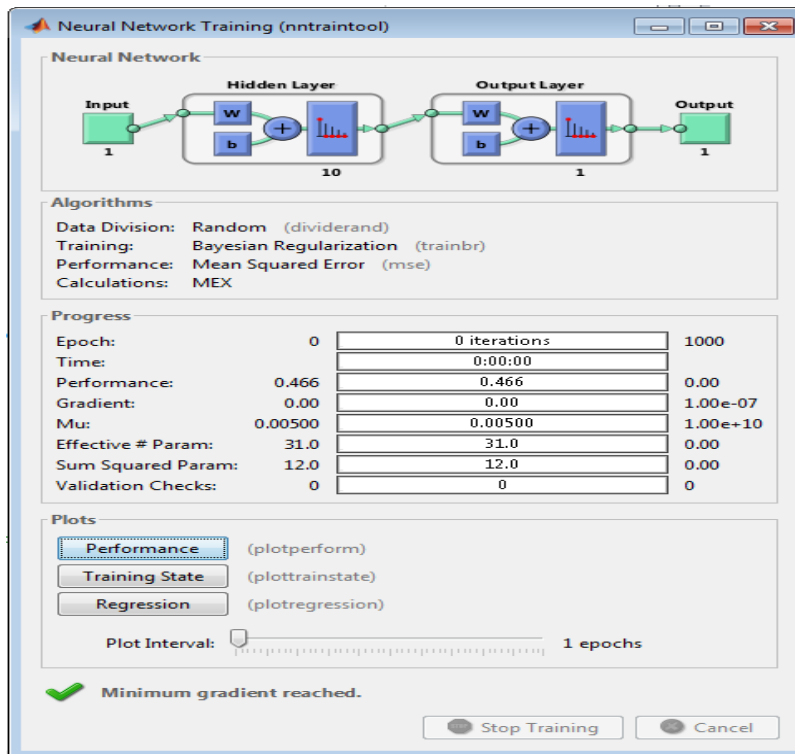 Neural Network Training (nntraintool)
Neural Network
Hidden Layer Output Layer
Input Output
W W
b b
1 10 1 1
Algorithms
Data Division: Random (dividerand)
Training: Bayesian Regularization (trainbr)
Performance: Mean Squared Error (mse)
Calculations: MEX
Progress
Epoch: 0 0 iterations 1000
Time: 0:00:00
Performance: 0.466 0.466 0.00
Gradient: 0.00 0.00 1.00e-07
Mu: 0.00500 0.00500 1.00e+10
Effective # Param: 31.0 31.0 0.00
Sum Squared Param: 12.0 12.0 0.00
Validation Checks: 0 0 0
Plots
Performance (plotperform)
Training State (plottrainstate)
Regression (plotregression)
Plot Interval: 1 epochs
Minimum gradient reached.
Stop Training Cancel